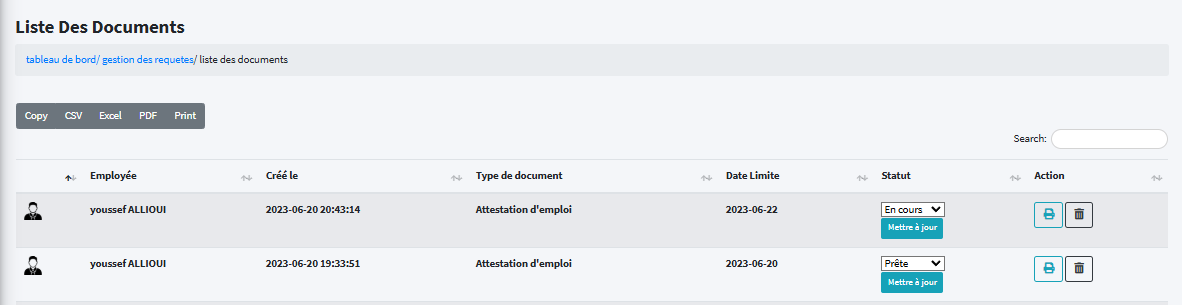 Liste Des Documents
tableau de bord/ gestion des requetes/ liste des documents
Copy CSV Excel PDF Print
Search:
Employée Créé le Type de document Date Limite Statut Action
youssef ALLIOUI 2023-06-20 20:43:14 Attestation d'emploi 2023-06-22 En cours
Mettre à jour
youssef ALLIOUI 2023-06-20 19:33:51 Attestation d'emploi 2023-06-20 Prête
Mettre à jour